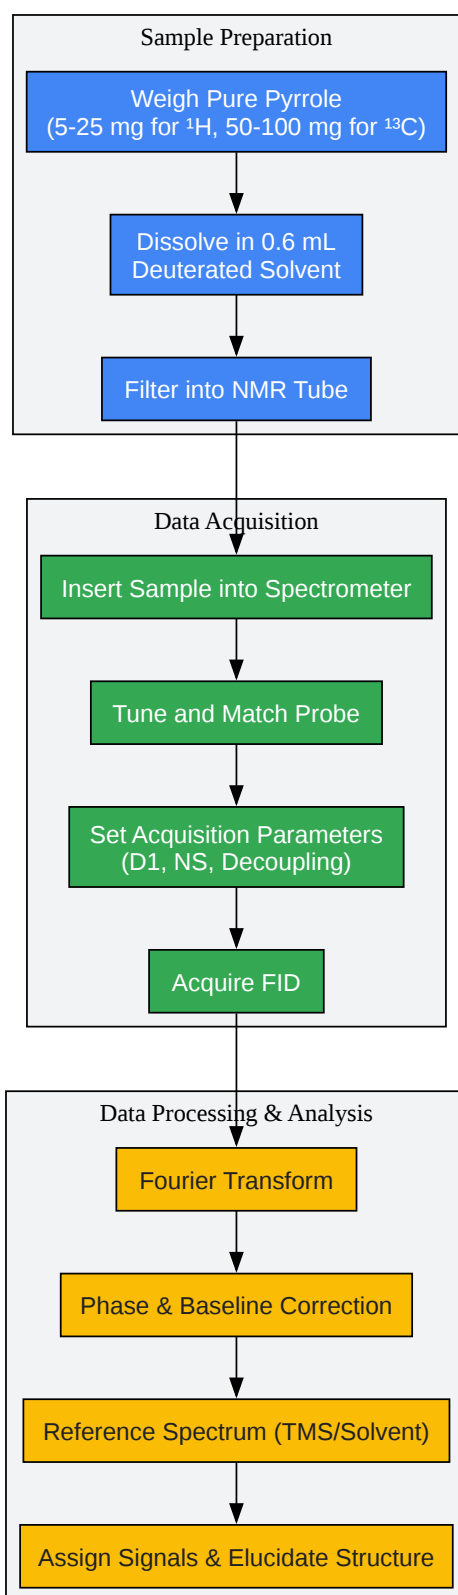 Sample Preparation
Weigh Pure Pyrrole
(5-25 mg for ¹H, 50-100 mg for ¹³C)
Dissolve in 0.6 mL
Deuterated Solvent
Filter into NMR Tube
Data Acquisition
Insert Sample into Spectrometer
Tune and Match Probe
Set Acquisition Parameters
(D1, NS, Decoupling)
Acquire FID
Data Processing & Analysis
Fourier Transform
Phase & Baseline Correction
Reference Spectrum (TMS/Solvent)
Assign Signals & Elucidate Structure